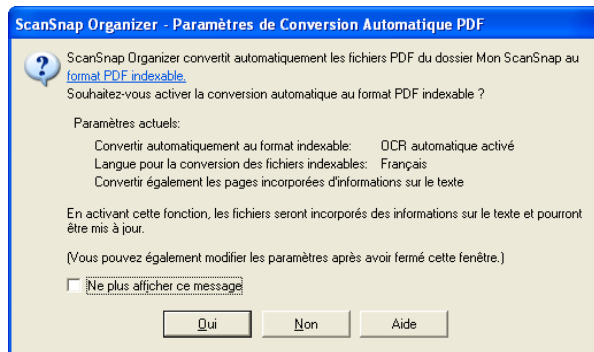 ScanSnap Organizer - Paramètres de Conversion Automatique PDF
ScanSnap Organizer convertit automatiquement les fichiers PDF du dossier Mon ScanSnap au
format PDF indexable.
Souhaitez-vous activer la conversion automatique au format PDF indexable ?
Paramètres actuels:
Convertir automatiquement au format indexable: OCR automatique activé
Langue pour la conversion des fichiers indexables: Français
Convertir également les pages incorporées d'informations sur le texte
En activant cette fonction, les fichiers seront incorporés des informations sur le texte et pourront
être mis à jour.
(Vous pouvez également modifier les paramètres après avoir fermé cette fenêtre.)
Ne plus afficher ce message
Oui Non Aide